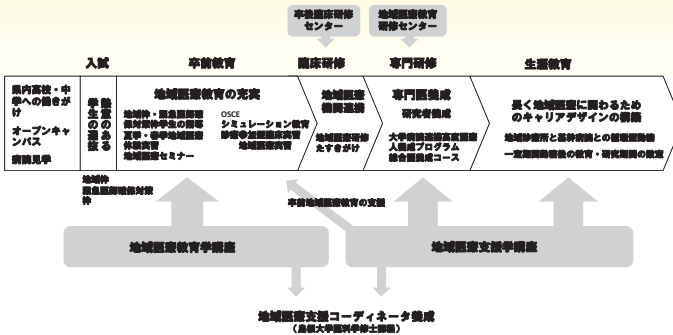 卒後臨床研修
センター
地域医療教育
研修センター
入試
卒前教育
臨床研修
専門研修
生涯教育
県内高校・中
学への働きが
け
オープンキャ
ンパス
病院見学
熱意のある
学生の選抜
地域医療教育の充実
地域枠・緊急医師確
保対策枠学生の指導
夏季・春季地域医療
体験実習
地域医療セミナー
OSCE
シミュレーション教育
診療参加型臨床実習
地域医療実習
地域医療
機関連携
地域医療研修
たすきがけ
専門医養成
研究者養成
大学病院連携高度医療
人養成プログラム
総合医養成コース
長く地域医療に関わるため
のキャリアデザインの構築
地域診療所と基幹病院との循環型勤務
一定期間勤務後の教育・研究期間の設定
地域枠
緊急医師確保対策
枠
卒前地域医療教育の支援
地域医療教育学講座
地域医療支援学講座
地域医療支援コーディネータ養成
（島根大学医科学修士課程）